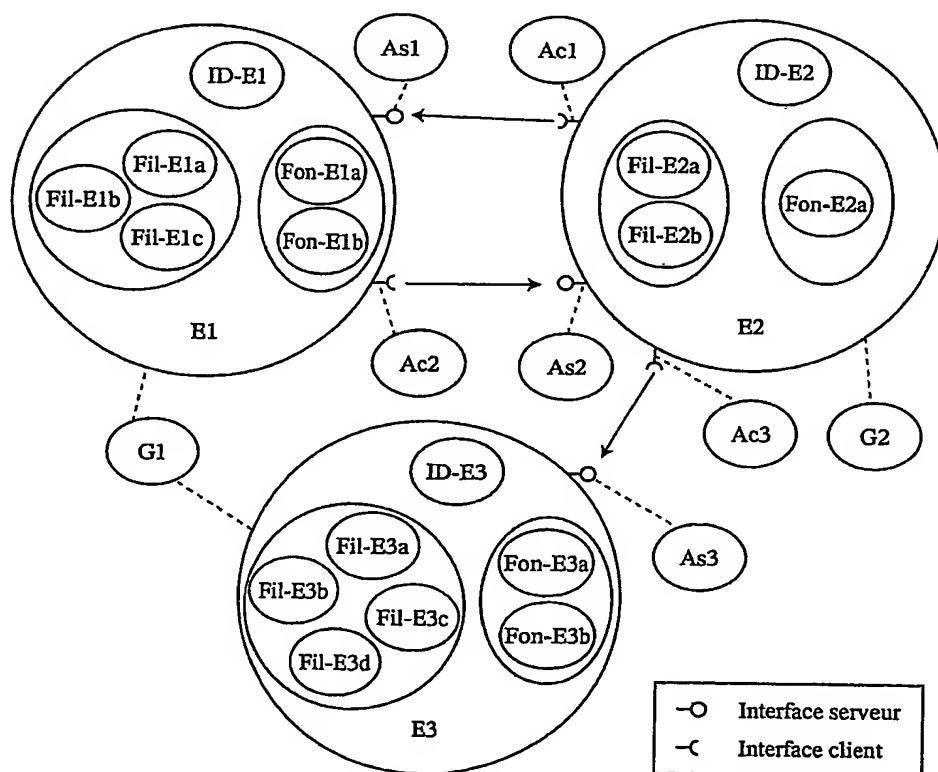 As1
Ac1
ID-E1
ID-E2
Fil-E1a
Fil-E1b
Fil-E1c
Fon-E1a
Fon-E1b
Fil-E2a
Fil-E2b
Fon-E2a
E1
E2
Ac2
As2
Ac3
G2
G1
ID-E3
As3
Fil-E3a
Fil-E3b
Fil-E3c
Fil-E3d
Fon-E3a
Fon-E3b
E3
Interface serveur
Interface client